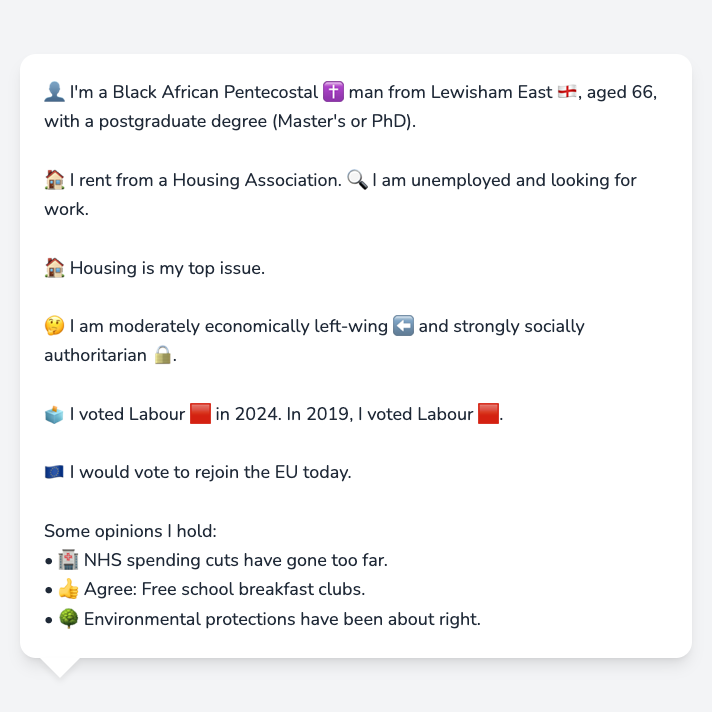 👤 I'm a Black African Pentecostal ✝️ man from Lewisham East 🏴󠁧󠁢󠁥󠁮󠁧󠁿, aged 66,
with a postgraduate degree (Master's or PhD).
🏠 I rent from a Housing Association. 🔍 I am unemployed and looking for
work.
🏠 Housing is my top issue.
🤔 I am moderately economically left-wing ⬅️ and strongly socially
authoritarian 🔒.
🗳️ I voted Labour 🟥 in 2024. In 2019, I voted Labour 🟥.
🇪🇺 I would vote to rejoin the EU today.
Some opinions I hold:
• 🏥 NHS spending cuts have gone too far.
• 👍 Agree: Free school breakfast clubs.
• 🌳 Environmental protections have been about right.